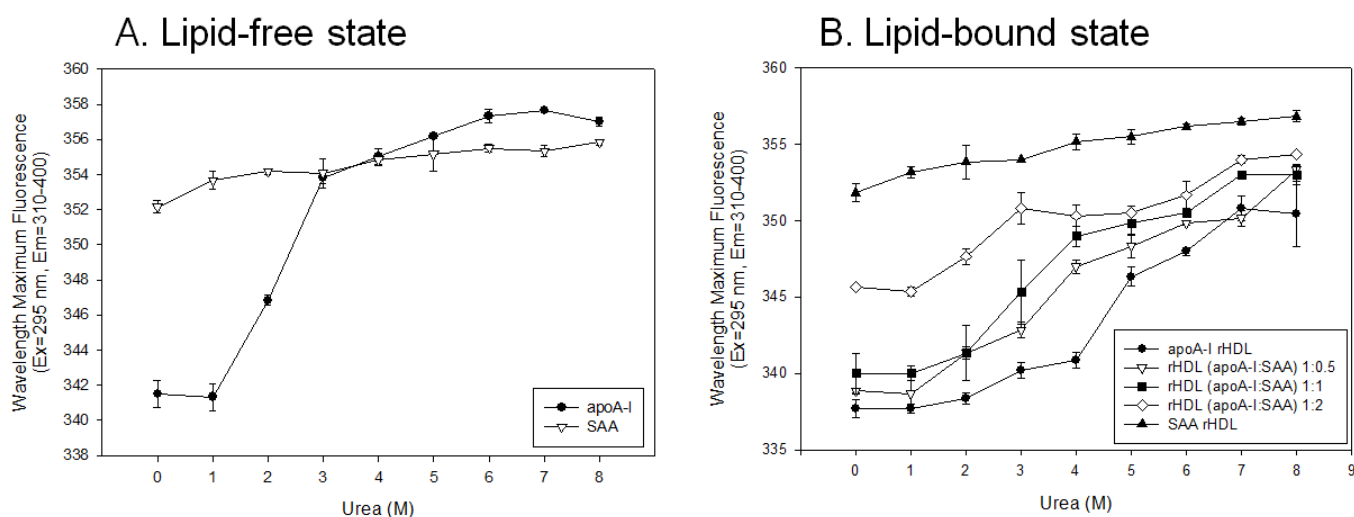 A. Lipid-free state
Wavelength Maximum Fluorescence
(Ex=295 nm, Em=310-400)
360
358
356
354
352
350
348
346
344
342
340
338
0 1 2 3 4 5 6 7 8
Urea (M)
apoA-I
SAA
B. Lipid-bound state
Wavelength Maximum Fluorescence
(Ex=295 nm, Em=310-400)
360
355
350
345
340
335
0 1 2 3 4 5 6 7 8 9
Urea (M)
apoA-I rHDL
rHDL (apoA-I:SAA) 1:0.5
rHDL (apoA-I:SAA) 1:1
rHDL (apoA-I:SAA) 1:2
SAA rHDL